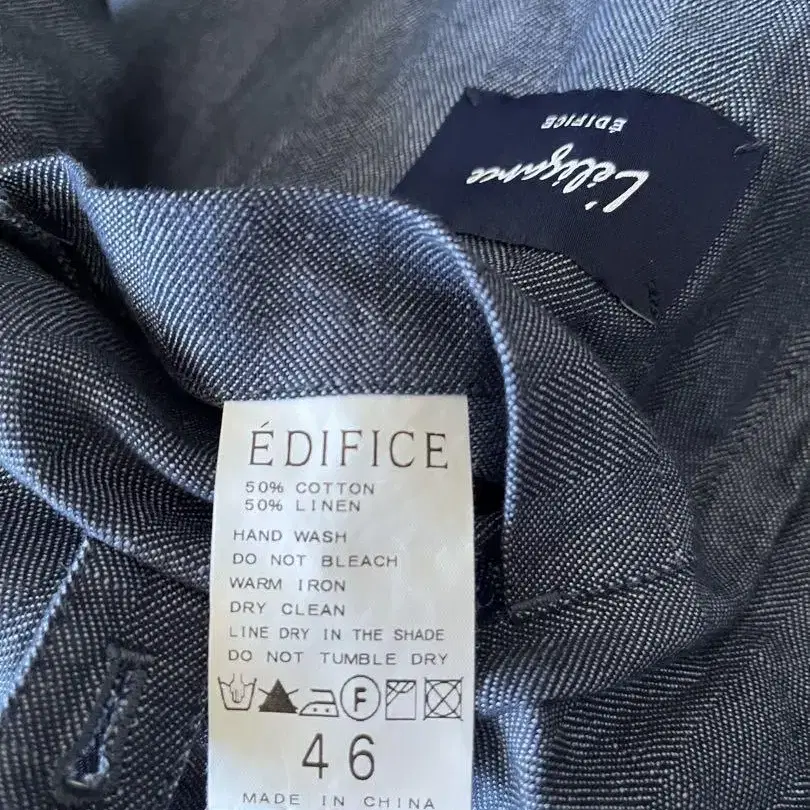 L'élégance
ÉDIFICE
ÉDIFICE
50% COTTON
50% LINEN
HAND WASH
DO NOT BLEACH
WARM IRON
DRY CLEAN
LINE DRY IN THE SHADE
DO NOT TUMBLE DRY
F
46
MADE IN CHINA